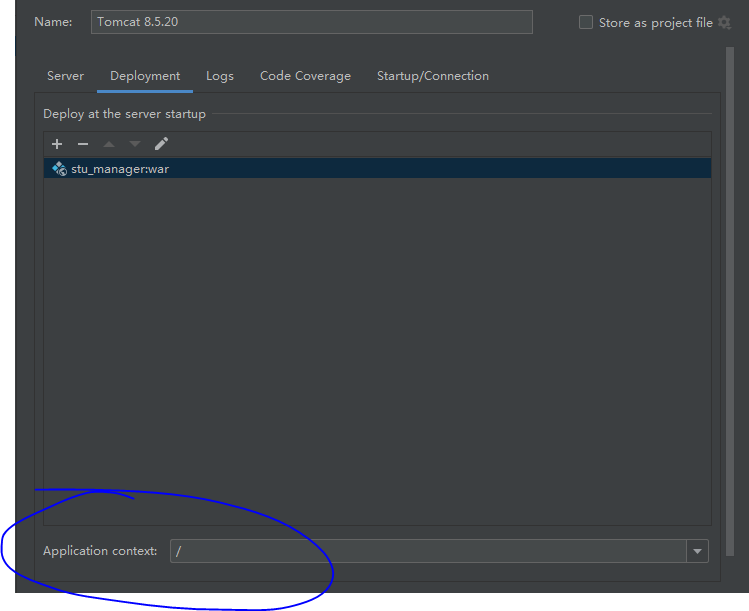 Name: Tomcat 8.5.20 Store as project file
Server Deployment Logs Code Coverage Startup/Connection
Deploy at the server startup
stu_manager:war
Application context: /